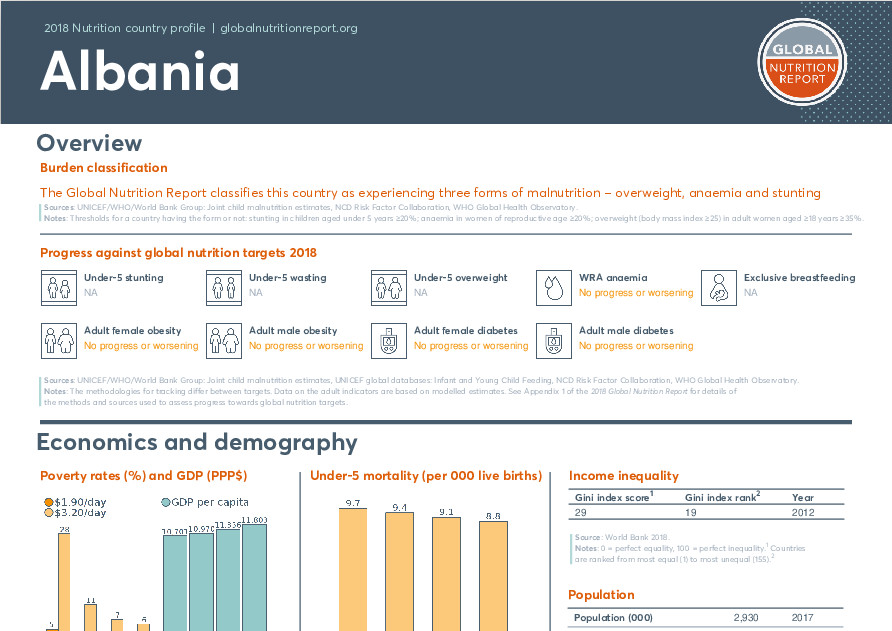 2018 Nutrition country profile | globalnutritionreport.org
Albania
GLOBAL
NUTRITION
REPORT
Overview
Burden classification
The Global Nutrition Report classifies this country as experiencing three forms of malnutrition – overweight, anaemia and stunting
Sources: UNICEF/WHO/World Bank Group: Joint child malnutrition estimates, NCD Risk Factor Collaboration, WHO Global Health Observatory.
Notes: Thresholds for a country having the form or not: stunting in children aged under 5 years ≥20%; anaemia in women of reproductive age ≥20%; overweight (body mass index ≥25) in adult women aged ≥18 years ≥35%.
Progress against global nutrition targets 2018
Under-5 stunting
NA
Under-5 wasting
NA
Under-5 overweight
NA
WRA anaemia
No progress or worsening
Exclusive breastfeeding
NA
Adult female obesity
No progress or worsening
Adult male obesity
No progress or worsening
Adult female diabetes
No progress or worsening
Adult male diabetes
No progress or worsening
Sources: UNICEF/WHO/World Bank Group: Joint child malnutrition estimates, UNICEF global databases: Infant and Young Child Feeding, NCD Risk Factor Collaboration, WHO Global Health Observatory.
Notes: The methodologies for tracking differ between targets. Data on the adult indicators are based on modelled estimates. See Appendix 1 of the 2018 Global Nutrition Report for details of
the methods and sources used to assess progress towards global nutrition targets.
Economics and demography
Poverty rates (%) and GDP (PPP$)
$1.90/day
$3.20/day
GDP per capita
28
11
7
6
10,701 10,970 11,356 11,803
Under-5 mortality (per 000 live births)
9.7
9.4
9.1
8.8
Income inequality
Gini index score1 Gini index rank2 Year
29 19 2012
Source: World Bank 2018.
Notes: 0 = perfect equality, 100 = perfect inequality.1 Countries
are ranked from most equal (1) to most unequal (155).2
Population
Population (000) 2,930 2017